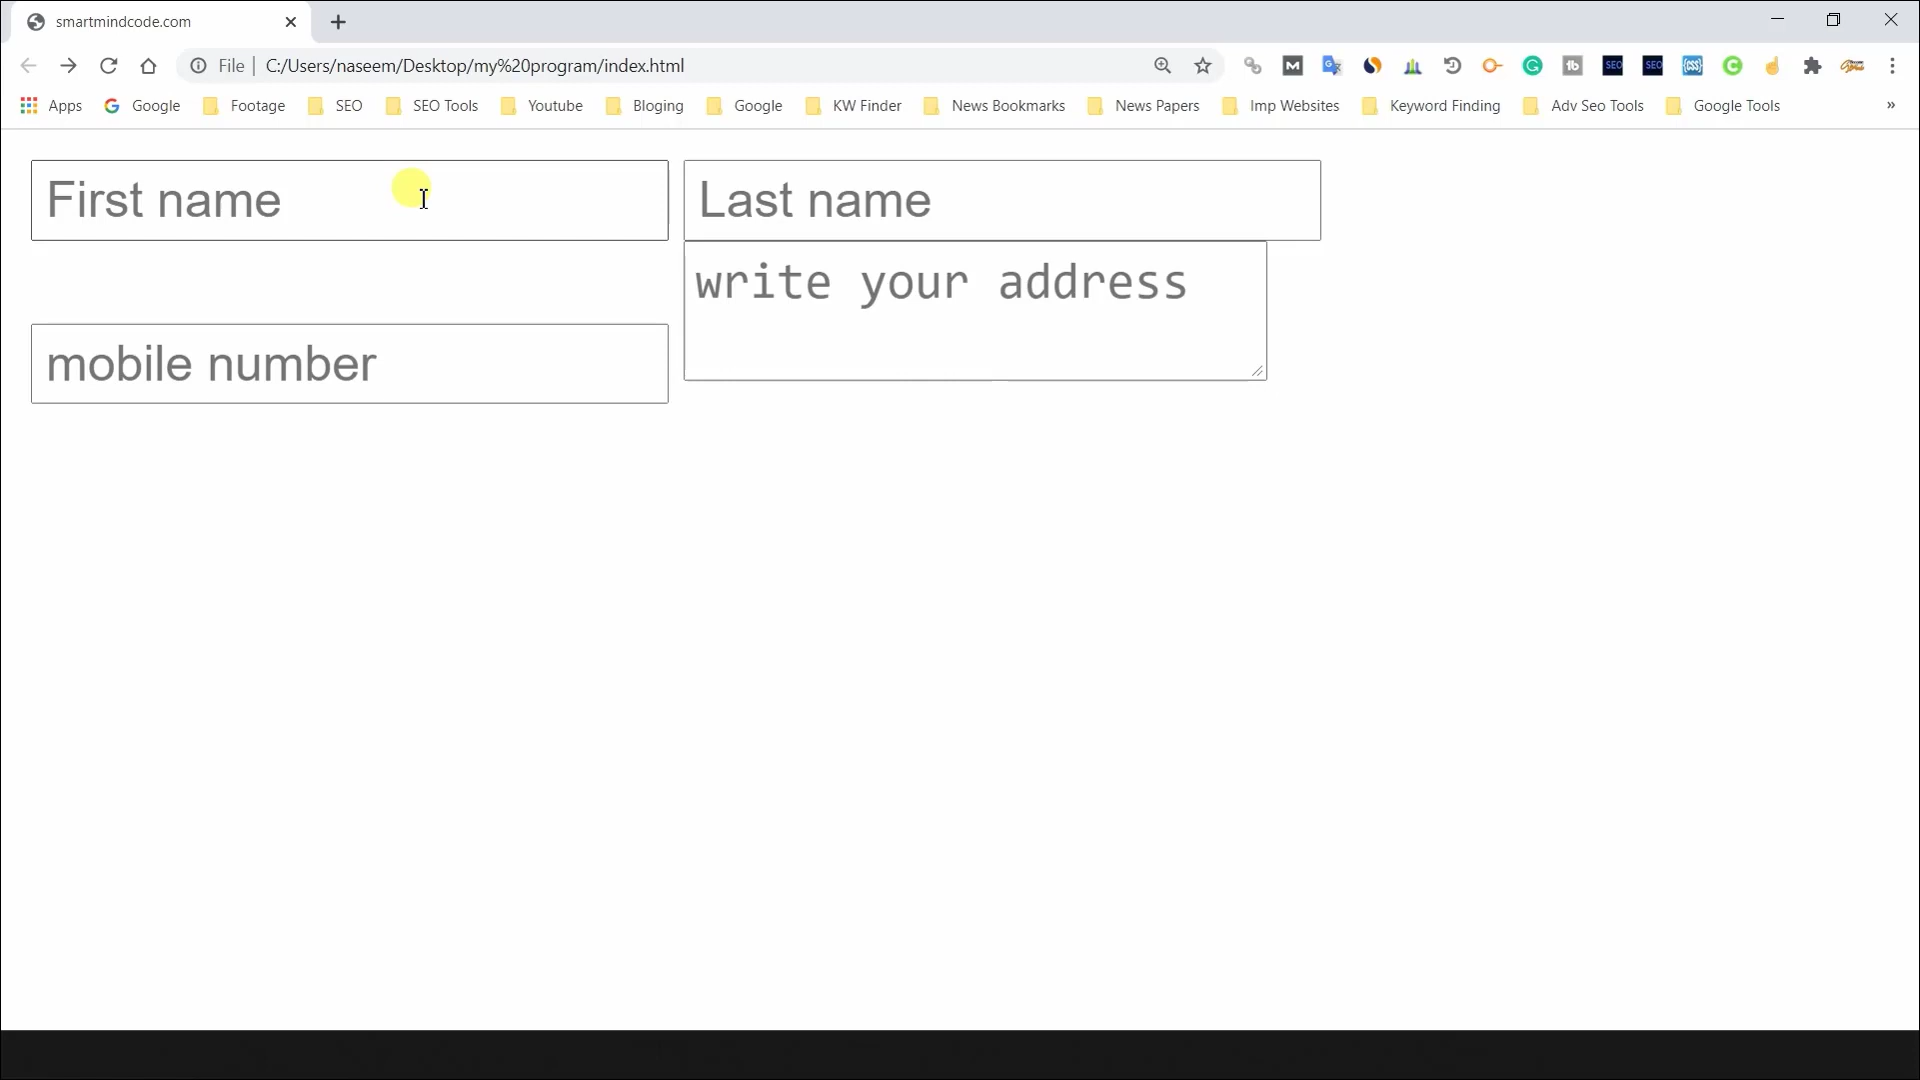 smartmindcode.com
File | C:/Users/naseem/Desktop/my%20program/index.html
M SEO SEO
Apps Google Footage SEO SEO Tools Youtube Bloging Google KW Finder News Bookmarks News Papers Imp Websites Keyword Finding Adv Seo Tools Google Tools »
First name Last name
write your address
mobile number